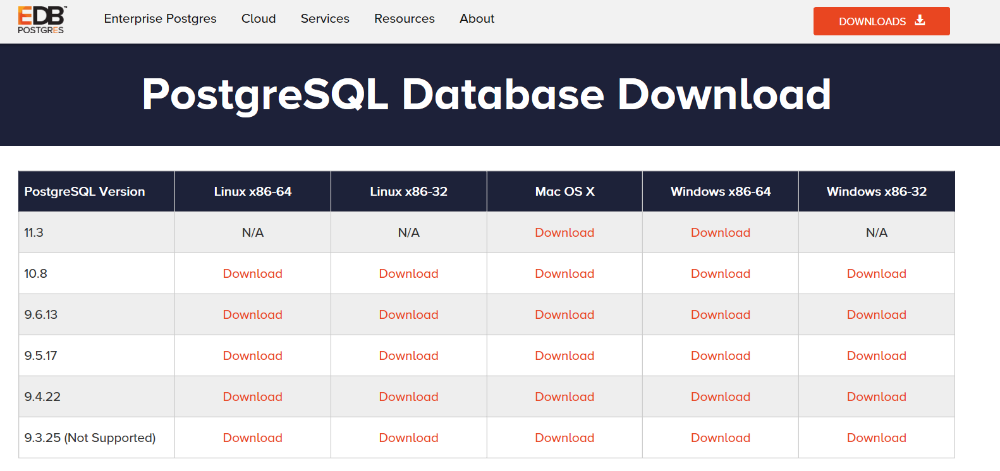 EDB™
POSTGRES
Enterprise Postgres Cloud Services Resources About DOWNLOADS
PostgreSQL Database Download
PostgreSQL Version Linux x86-64 Linux x86-32 Mac OS X Windows x86-64 Windows x86-32
11.3 N/A N/A Download Download N/A
10.8 Download Download Download Download Download
9.6.13 Download Download Download Download Download
9.5.17 Download Download Download Download Download
9.4.22 Download Download Download Download Download
9.3.25 (Not Supported) Download Download Download Download Download